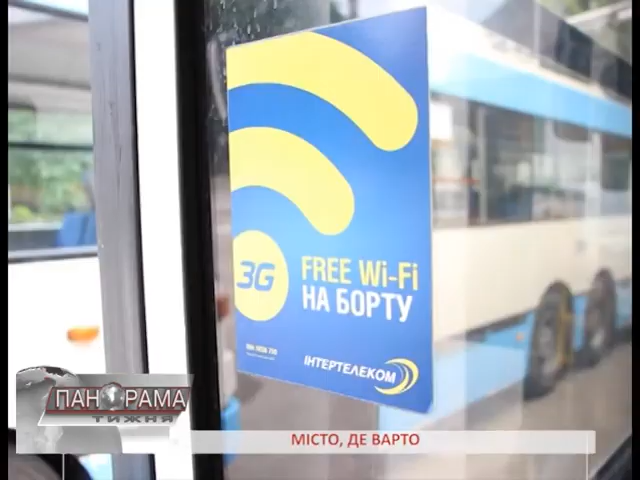 3G
FREE Wi-Fi
НА БОРТУ
ІНТЕРТЕЛЕКОМ
ПАНОРАМА
ТИЖНЯ
МІСТО, ДЕ ВАРТО